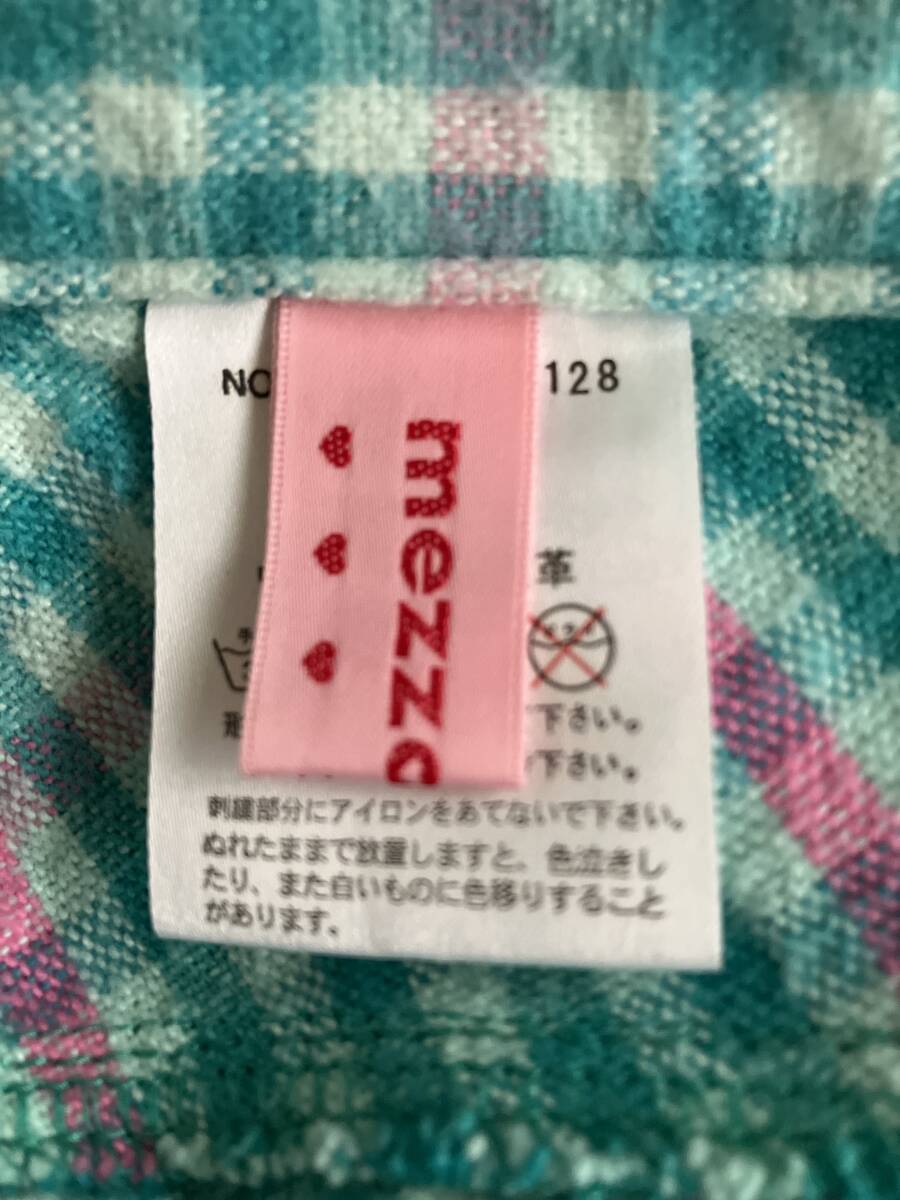 NO 128
mezzo
革
手
形 下さい。
下さい。
刺繍部分にアイロンをあてないで下さい。
ぬれたままで放置しますと、色泣きし
たり、また白いものに色移りすること
があります。